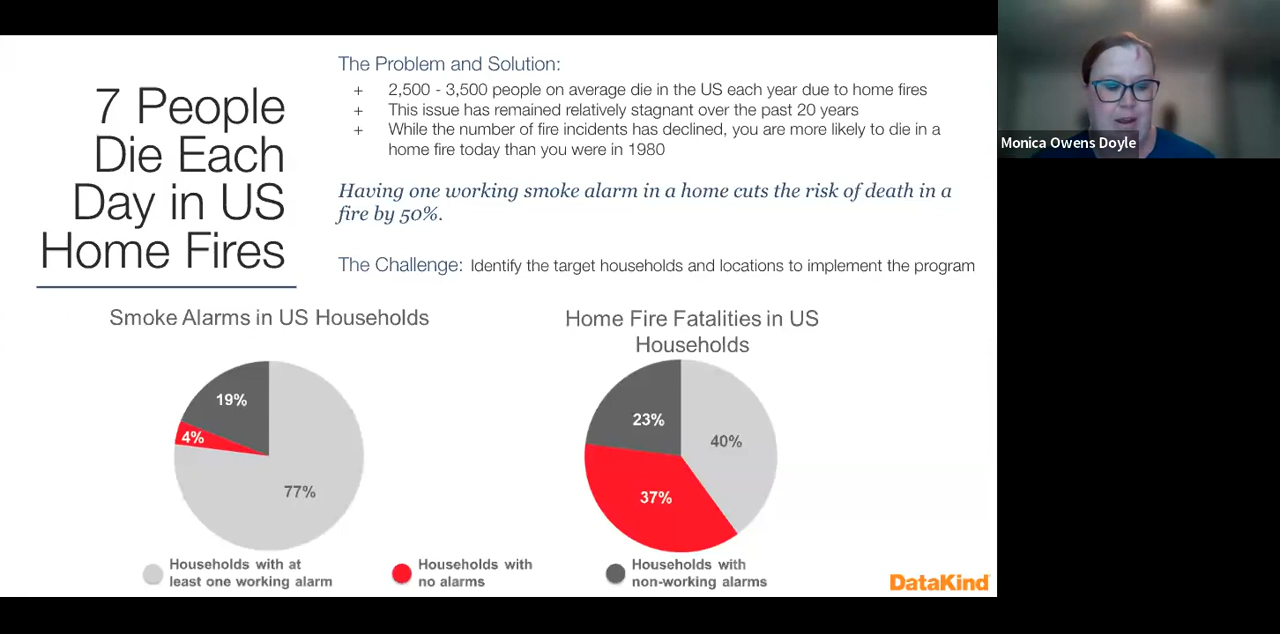 7 People
Die Each
Day in US
Home Fires
The Problem and Solution:
+ 2,500 - 3,500 people on average die in the US each year due to home fires
+ This issue has remained relatively stagnant over the past 20 years
+ While the number of fire incidents has declined, you are more likely to die in a
home fire today than you were in 1980
Having one working smoke alarm in a home cuts the risk of death in a
fire by 50%.
The Challenge: Identify the target households and locations to implement the program
Smoke Alarms in US Households
19%
4%
77%
Home Fire Fatalities in US
Households
23%
40%
37%
Households with at
least one working alarm
Households with
no alarms
Households with
non-working alarms
DataKind
Monica Owens Doyle